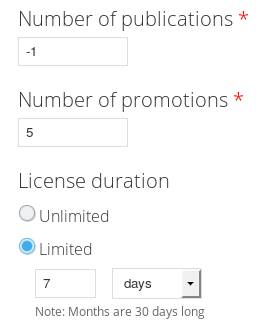 Number of publications *
-1
Number of promotions *
5
License duration
Unlimited
Limited
7 days
Note: Months are 30 days long